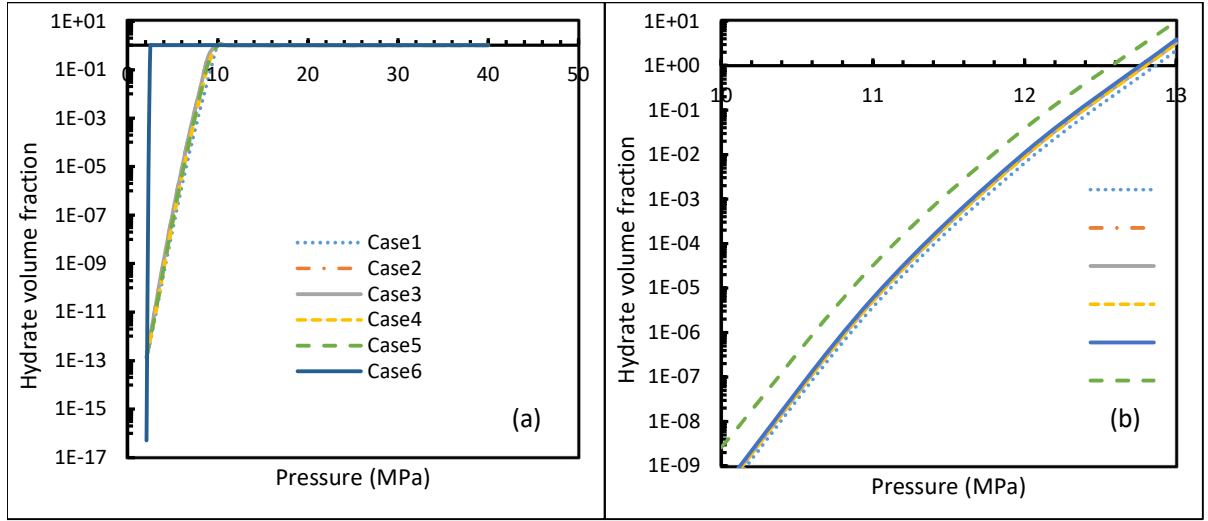 1E+01
1E-01
1E-03
1E-05
1E-07
1E-09
1E-11
1E-13
1E-15
1E-17
0 10 20 30 40 50
Hydrate volume fraction
Pressure (MPa)
Case1
Case2
Case3
Case4
Case5
Case6
(a)
1E+01
1E+00
1E-01
1E-02
1E-03
1E-04
1E-05
1E-06
1E-07
1E-08
1E-09
10 11 12 13
Hydrate volume fraction
Pressure (MPa)
(b)